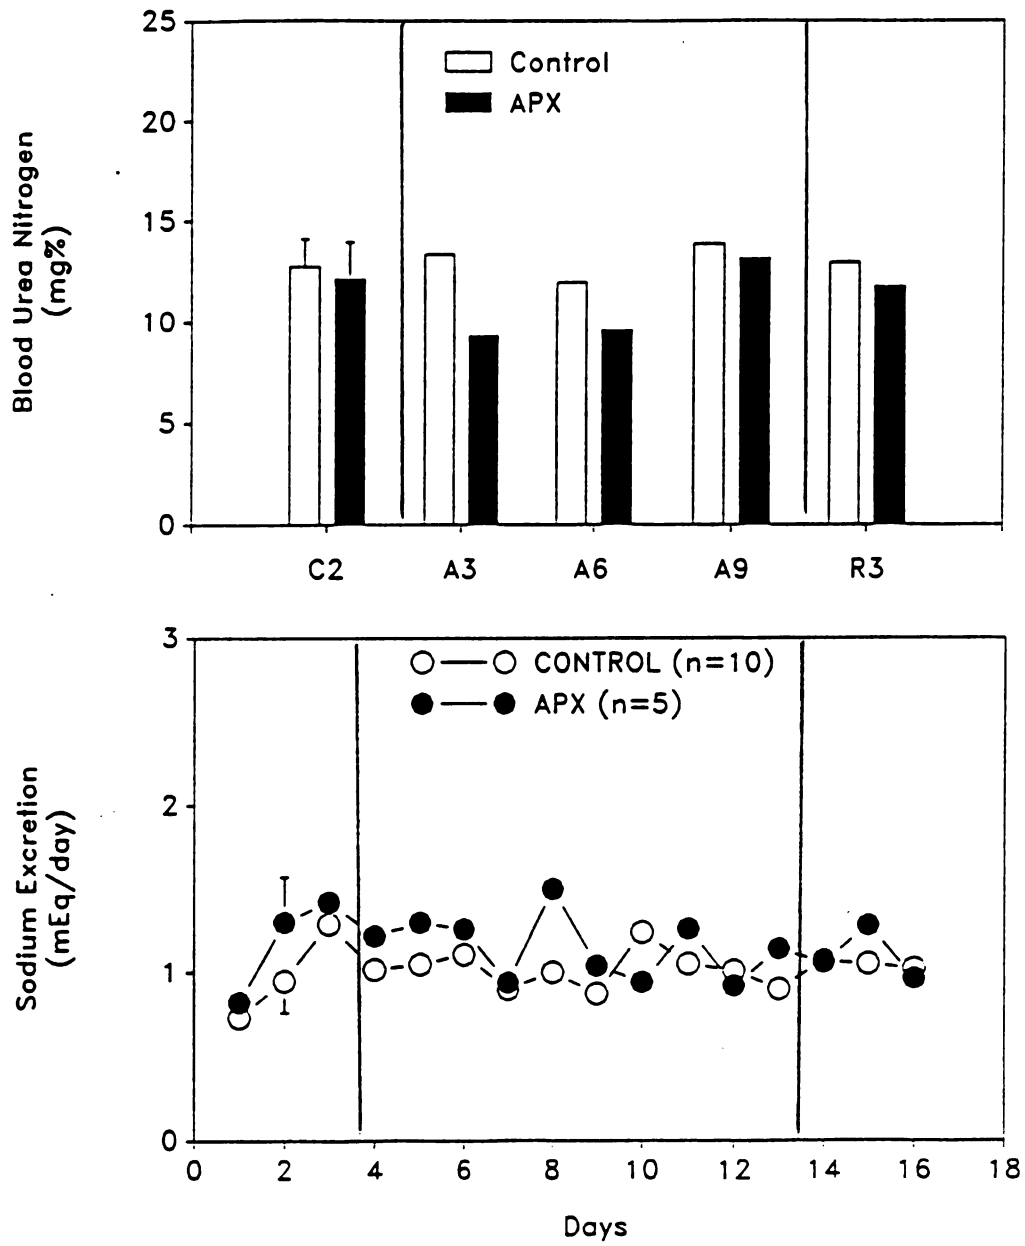 25
20
15
10
5
0
Blood Urea Nitrogen
(mg%)
Control
APX
C2 A3 A6 A9 R3
3
2
1
0
Sodium Excretion
(mEq/day)
CONTROL (n=10)
APX (n=5)
0 2 4 6 8 10 12 14 16 18
Days